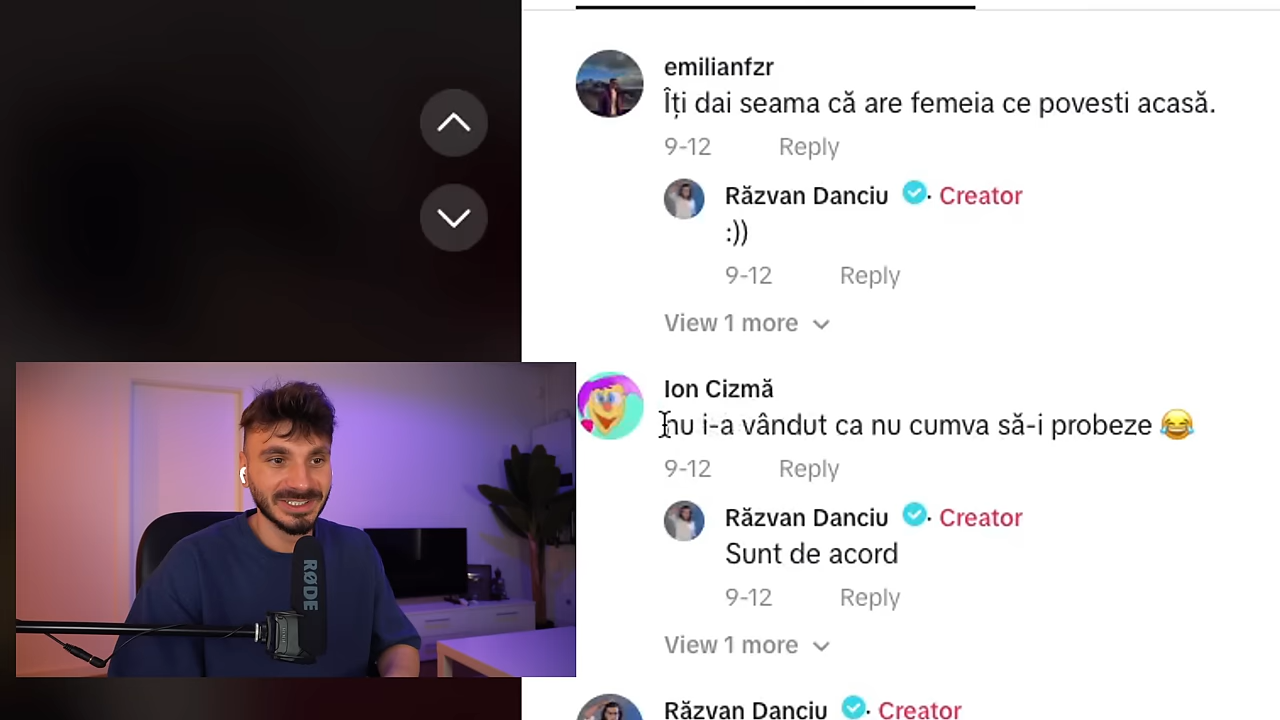 emilianfzr
Îți dai seama că are femeia ce povesti acasă.
9-12 Reply
Răzvan Danciu · Creator
:))
9-12 Reply
View 1 more
Ion Cizmă
nu i-a vândut ca nu cumva să-i probeze 😂
9-12 Reply
Răzvan Danciu · Creator
Sunt de acord
9-12 Reply
View 1 more
Răzvan Danciu · Creator
RØDE